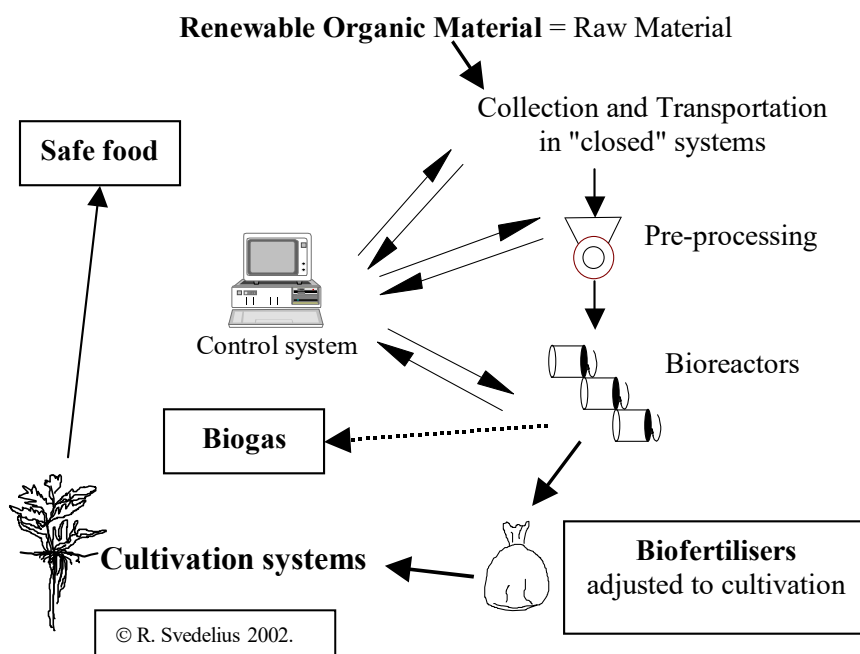 Renewable Organic Material = Raw Material
Collection and Transportation
in "closed" systems
Safe food
Pre-processing
Control system
Bioreactors
Biogas
Biofertilisers
adjusted to cultivation
Cultivation systems
© R. Svedelius 2002.